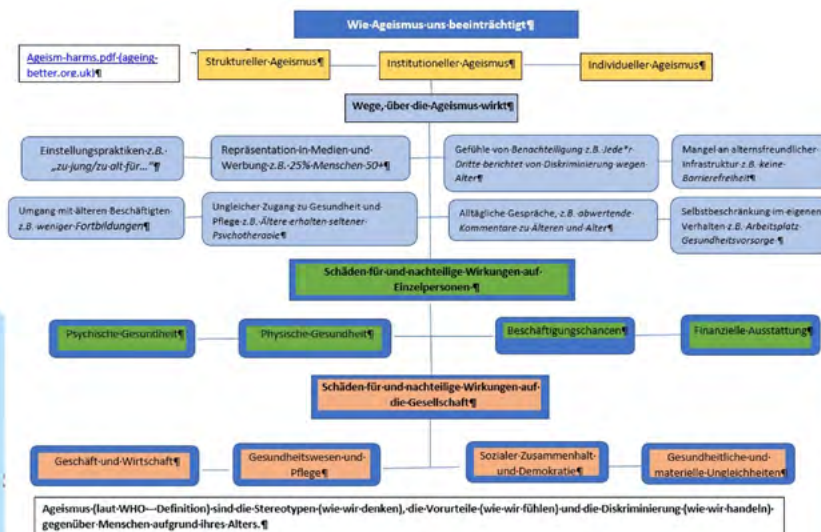 Wie·Ageismus·uns·beeinträchtigt¶
Ageism-harms.pdf·(ageing-
better.org.uk)¶
Struktureller·Ageismus¶
Institutioneller·Ageismus¶
Individueller·Ageismus¶
Wege,·über·die·Ageismus·wirkt¶
Einstellungspraktiken·z.B.·
„zu·jung/zu·alt·für…“¶
Repräsentation·in·Medien·und·
Werbung·z.B.·25%·Menschen·50+¶
Gefühle·von·Benachteiligung·z.B.·Jede*r·
Dritte·berichtet·von·Diskriminierung·wegen·
Alter¶
Mangel·an·alternsfreundlicher·
Infrastruktur·z.B.·keine·
Barrierefreiheit¶
Umgang·mit·älteren·Beschäftigten·
z.B.·weniger·Fortbildungen¶
Ungleicher·Zugang·zu·Gesundheit·und·
Pflege·z.B.·Ältere·erhalten·seltener·
Psychotherapie¶
Alltägliche·Gespräche,·z.B.·abwertende·
Kommentare·zu·Älteren·und·Alter¶
Selbstbeschränkung·im·eigenen·
Verhalten·z.B.·Arbeitsplatz·
Gesundheitsvorsorge·¶
Schäden·für·und·nachteilige·Wirkungen·auf·
Einzelpersonen·¶
Psychische·Gesundheit¶
Physische·Gesundheit¶
Beschäftigungschancen¶
Finanzielle·Ausstattung¶
Schäden·für·und·nachteilige·Wirkungen·auf·
die·Gesellschaft¶
Geschäft·und·Wirtschaft¶
Gesundheitswesen·und·
Pflege¶
Sozialer·Zusammenhalt·
und·Demokratie¶
Gesundheitliche·und·
materielle·Ungleichheiten¶
Ageismus·(laut·WHO·–·Definition)·sind·die·Stereotypen·(wie·wir·denken),·die·Vorurteile·(wie·wir·fühlen)·und·die·Diskriminierung·(wie·wir·handeln)·
gegenüber·Menschen·aufgrund·ihres·Alters.¶